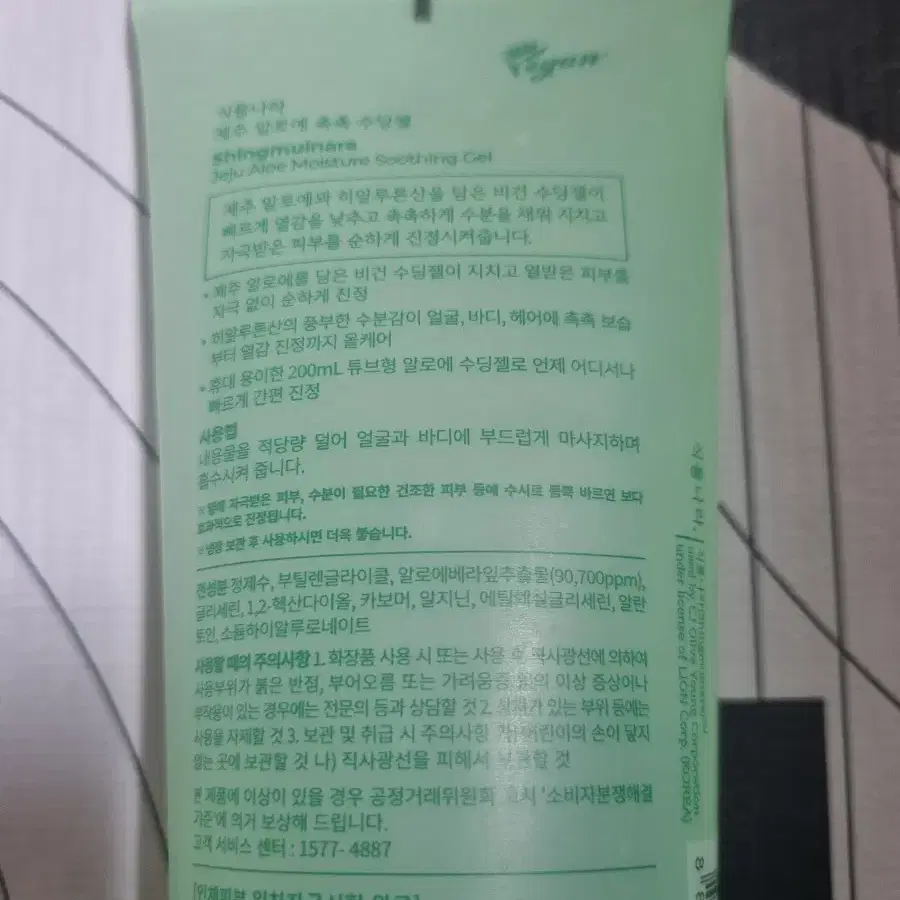 Vegan
식물나라
제주 알로에 촉촉 수딩젤
Shingmulnara
Jeju Aloe Moisture Soothing Gel
제주 알로에와 히알루론산을 담은 비건 수딩젤이
빠르게 열감을 낮추고 촉촉하게 수분을 채워 지치고
자극받은 피부를 순하게 진정시켜줍니다.
• 제주 알로에를 담은 비건 수딩젤이 지치고 열받은 피부를
자극 없이 순하게 진정
• 히알루론산의 풍부한 수분감이 얼굴, 바디, 헤어에 촉촉 보습
부터 열감 진정까지 올케어
• 휴대 용이한 200mL 튜브형 알로에 수딩젤로 언제 어디서나
빠르게 간편 진정
사용법
내용물을 적당량 덜어 얼굴과 바디에 부드럽게 마사지하며
흡수시켜 줍니다.
※열에 자극받은 피부, 수분이 필요한 건조한 피부 등에 수시로 듬뿍 바르면 보다
효과적으로 진정됩니다.
※냉장 보관 후 사용하시면 더욱 좋습니다.
전성분 정제수, 부틸렌글라이콜, 알로에베라잎추출물(90,700ppm),
글리세린, 1,2-헥산다이올, 카보머, 알지닌, 에틸헥실글리세린, 알란
토인, 소듐하이알루로네이트
사용할 때의 주의사항 1. 화장품 사용 시 또는 사용 후 직사광선에 의하여
사용부위가 붉은 반점, 부어오름 또는 가려움증 등의 이상 증상이나
부작용이 있는 경우에는 전문의 등과 상담할 것 2. 상처가 있는 부위 등에는
사용을 자제할 것 3. 보관 및 취급 시 주의사항 가) 어린이의 손이 닿지
않는 곳에 보관할 것 나) 직사광선을 피해서 보관할 것
본 제품에 이상이 있을 경우 공정거래위원회 고시 '소비자분쟁해결
기준'에 의거 보상해 드립니다.
고객 서비스 센터 : 1577- 4887
식물나라.
used by CJ Olive Young Corporation
under license of LION Corp. (KOREA)